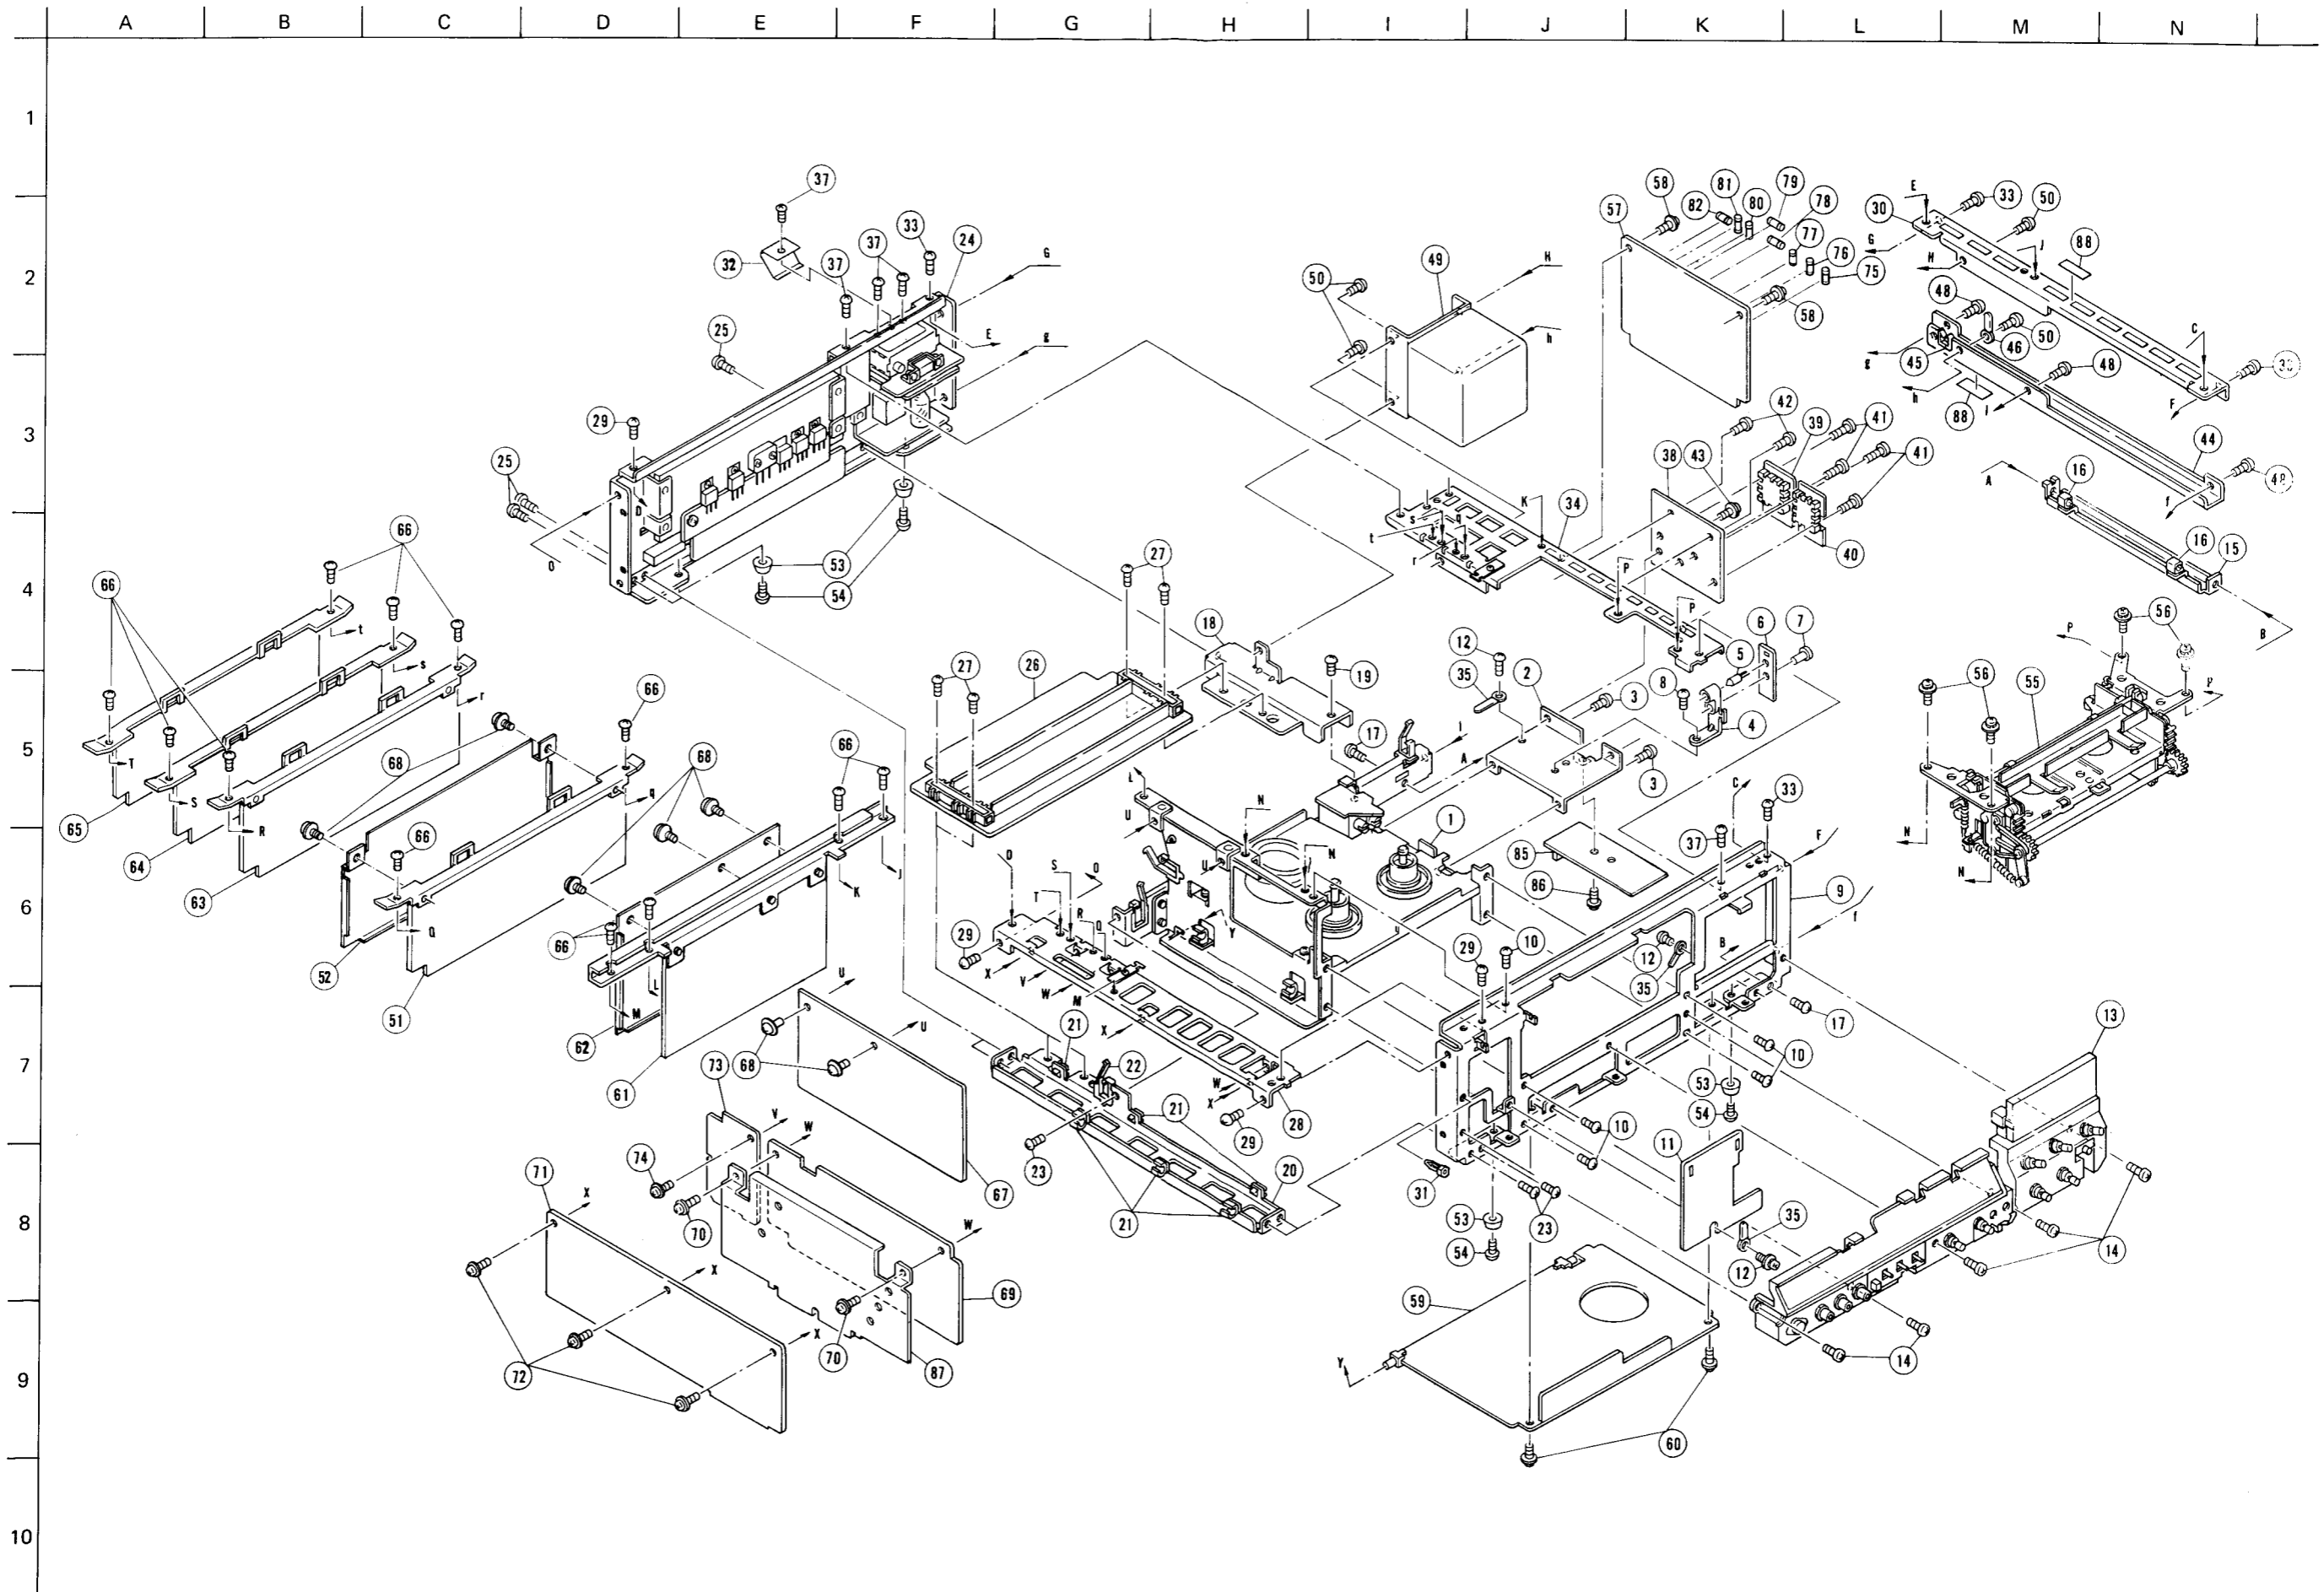 A B C D E F G H I J K L M N
1
37
58 81 79
82 80 78
57
E 33
30 50
37 33 24
32 37
G
77
76
75
G J 88
H
2
49 H
50
58
48
50
25
E
g
h
45 46
C
g
48
h 88 i
F
29
3
42
39 41
44
25
38 43
41
A
16
f
D
K 34
s q
t
r
40
16 15
O
53
54
27
66
66
4
P
P
6 7
P 56
B
18
t
s
12
5
27 26
19
35 2 3
8
56 55
P
r
66
17 I
A
4
3
5
T
68
66
68
L
N
C
33
S
q
U
65
R
66
1
37
F
64
N
K
J
D S O
U
N
85
N
T
86
9
63
6
R Q
Y
f
Q
66
29
X V
W
29 10
12
B
52
U
35
L
M
M
51
X
17
13
62
U
21
7
22
10
68
73
53
61
V
W
W
X
21
28
54
29
10
23
11
74
71
X
67
31
20
W
21
70
8
53
23
35
54
14
X
12
69
59
X
70
Y
72
87
14
9
60
10